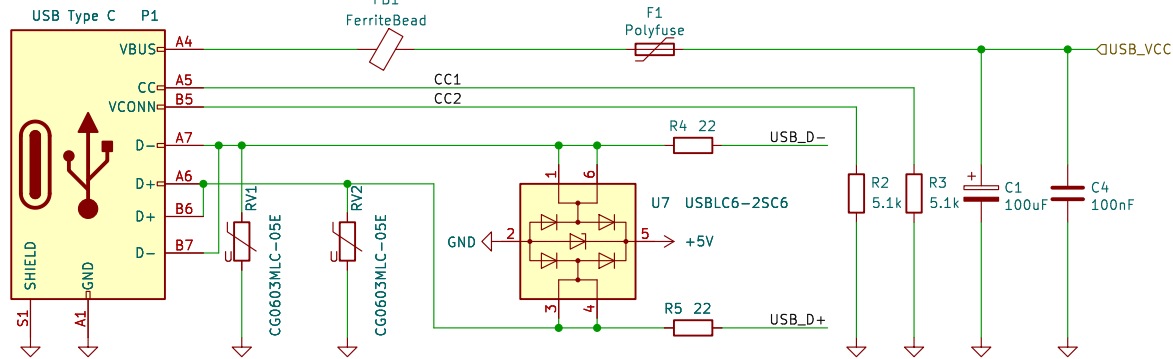 USB Type C P1
FerriteBead
F1
Polyfuse
VBUS A4
USB_VCC
CC A5
CC1
VCONN B5
CC2
D- A7
R4 22
USB_D-
D+ A6
D+ B6
D- B7
SHIELD
GND
S1
A1
RV1
U
CG0603MLC-05E
RV2
U
CG0603MLC-05E
1
6
U7 USBLC6-2SC6
GND
2
5
+5V
3
4
R5 22
USB_D+
R2
5.1k
R3
5.1k
+
C1
100uF
C4
100nF